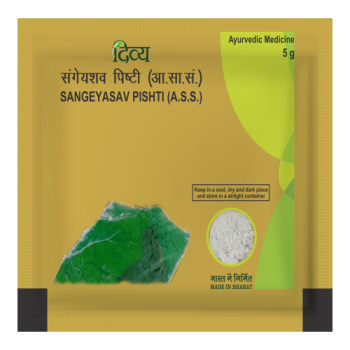 दिव्य
संगेयशव पिष्टी (आ.सा.सं.)
SANGEYASAV PISHTI (A.S.S.)
Ayurvedic Medicine
5 g
Keep in a cool, dry and dark place
and store in a airtight container
भारत में निर्मित
MADE IN BHARAT